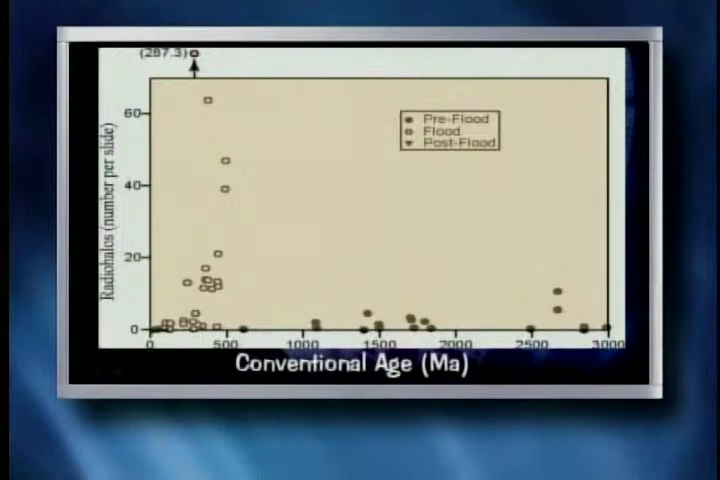 (287.3)
Radiohalos (number per slide)
60
40
20
0
Pre-Flood
Flood
Post-Flood
0 500 1000 1500 2000 2500 3000
Conventional Age (Ma)